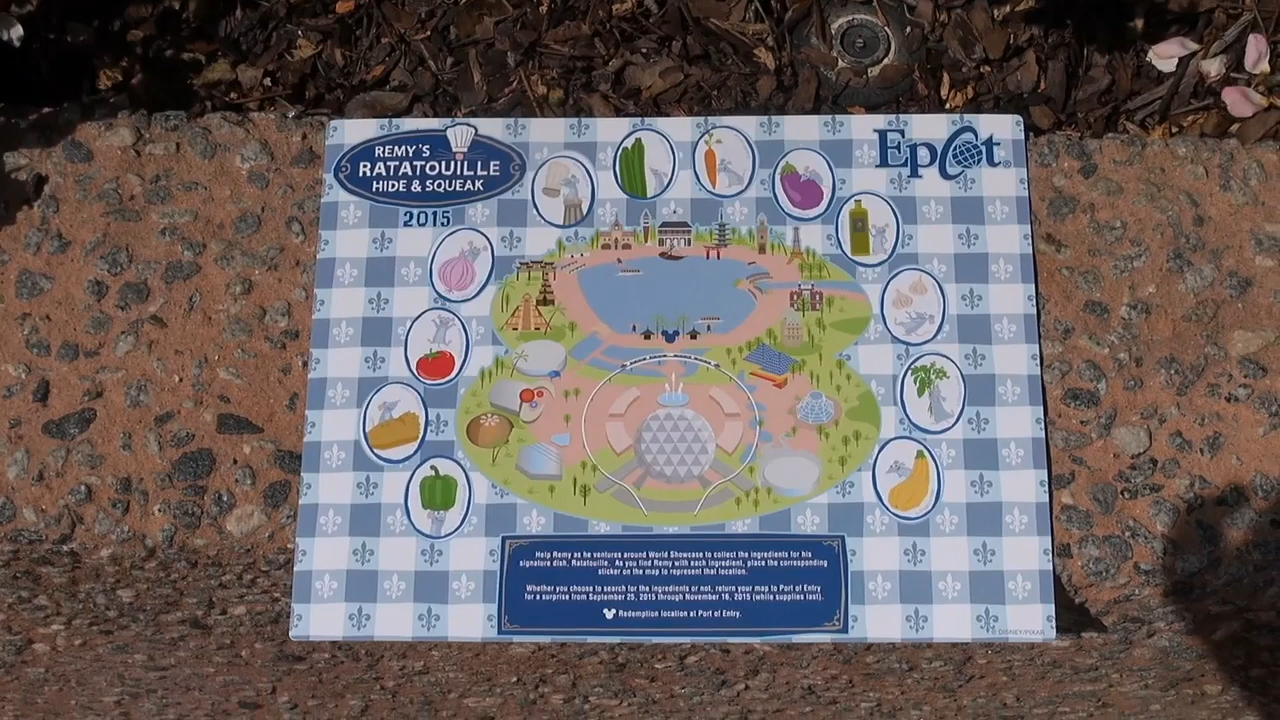 REMY'S
RATATOUILLE
HIDE & SQUEAK
2015
Epcot®
Help Remy as he ventures around World Showcase to collect the ingredients for his
signature dish, Ratatouille. As you find Remy with each ingredient, place the corresponding
sticker on the map to represent that location.
Whether you choose to search for the ingredients or not, return your map to Port of Entry
for a surprise from September 25, 2015 through November 16, 2015 (while supplies last).
Redemption location at Port of Entry.
© DISNEY/PIXAR